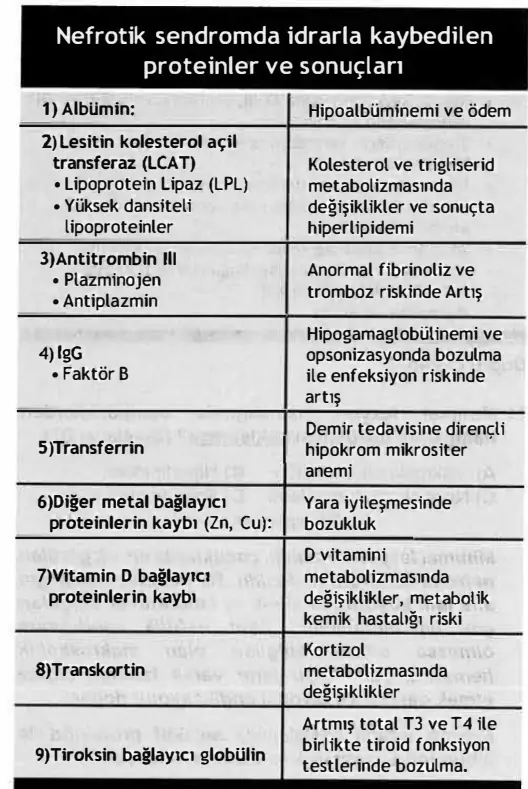 Nefrotik sendromda idrarla kaybedilen
proteinler ve sonuçları
1) Albümin:
Hipoalbüminemi ve ödem
2)Lesitin kolesterol açil
transferaz (LCAT)
• Lipoprotein Lipaz (LPL)
• Yüksek dansiteli
lipoproteinler
Kolesterol ve trigliserid
metabolizmasında
değişiklikler ve sonuçta
hiperlipidemi
3)Antitrombin III
• Plazminojen
• Antiplazmin
Anormal fibrinoliz ve
tromboz riskinde Artış
4) IgG
• Faktör B
Hipogamaglobülinemi ve
opsonizasyonda bozulma
ile enfeksiyon riskinde
artış
5)Transferrin
Demir tedavisine dirençli
hipokrom mikrositer
anemi
6)Diğer metal bağlayıcı
proteinlerin kaybı (Zn, Cu):
Yara iyileşmesinde
bozukluk
7)Vitamin D bağlayıcı
proteinlerin kaybı
D vitamini
metabolizmasında
değişiklikler, metabolik
kemik hastalığı riski
8)Transkortin
Kortizol
metabolizmasında
değişiklikler
9)Tiroksin bağlayıcı globülin
Artmış total T3 ve T4 ile
birlikte tiroid fonksiyon
testlerinde bozulma.